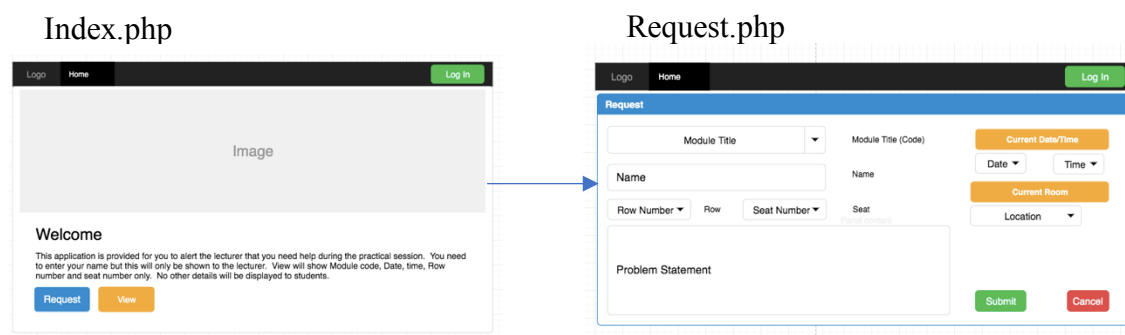 Index.php
Request.php
Logo Home Log In
Image
Welcome
This application is provided for you to alert the lecturer that you need help during the practical session. You need
to enter your name but this will only be shown to the lecturer. View will show Module code, Date, time, Row
number and seat number only. No other details will be displayed to students.
Request View
Logo Home Log In
Request
Module Title Module Title (Code) Current Date/Time
Date Time
Name Name
Current Room
Row Number Row Seat Number Seat Location
Panel content
Problem Statement
Submit Cancel